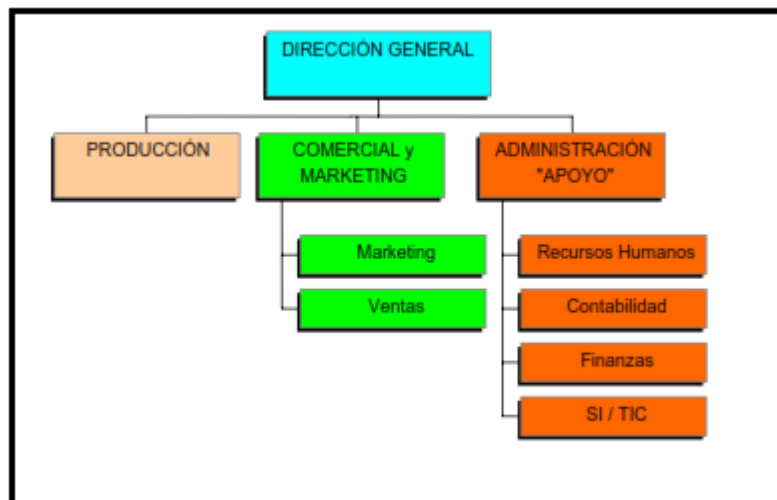 DIRECCIÓN GENERAL
PRODUCCIÓN
COMERCIAL y
MARKETING
ADMINISTRACIÓN
"APOYO"
Marketing
Ventas
Recursos Humanos
Contabilidad
Finanzas
SI / TIC